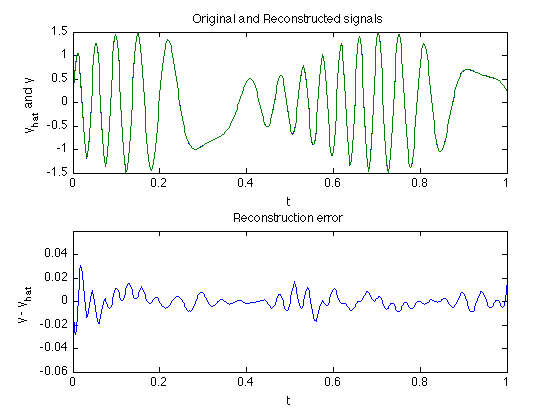 Original and Reconstructed signals
y_hat and y
1.5
1
0.5
0
-0.5
-1
-1.5
0 0.2 0.4 0.6 0.8 1
t
Reconstruction error
y - y_hat
0.04
0.02
0
-0.02
-0.04
-0.06
0 0.2 0.4 0.6 0.8 1
t